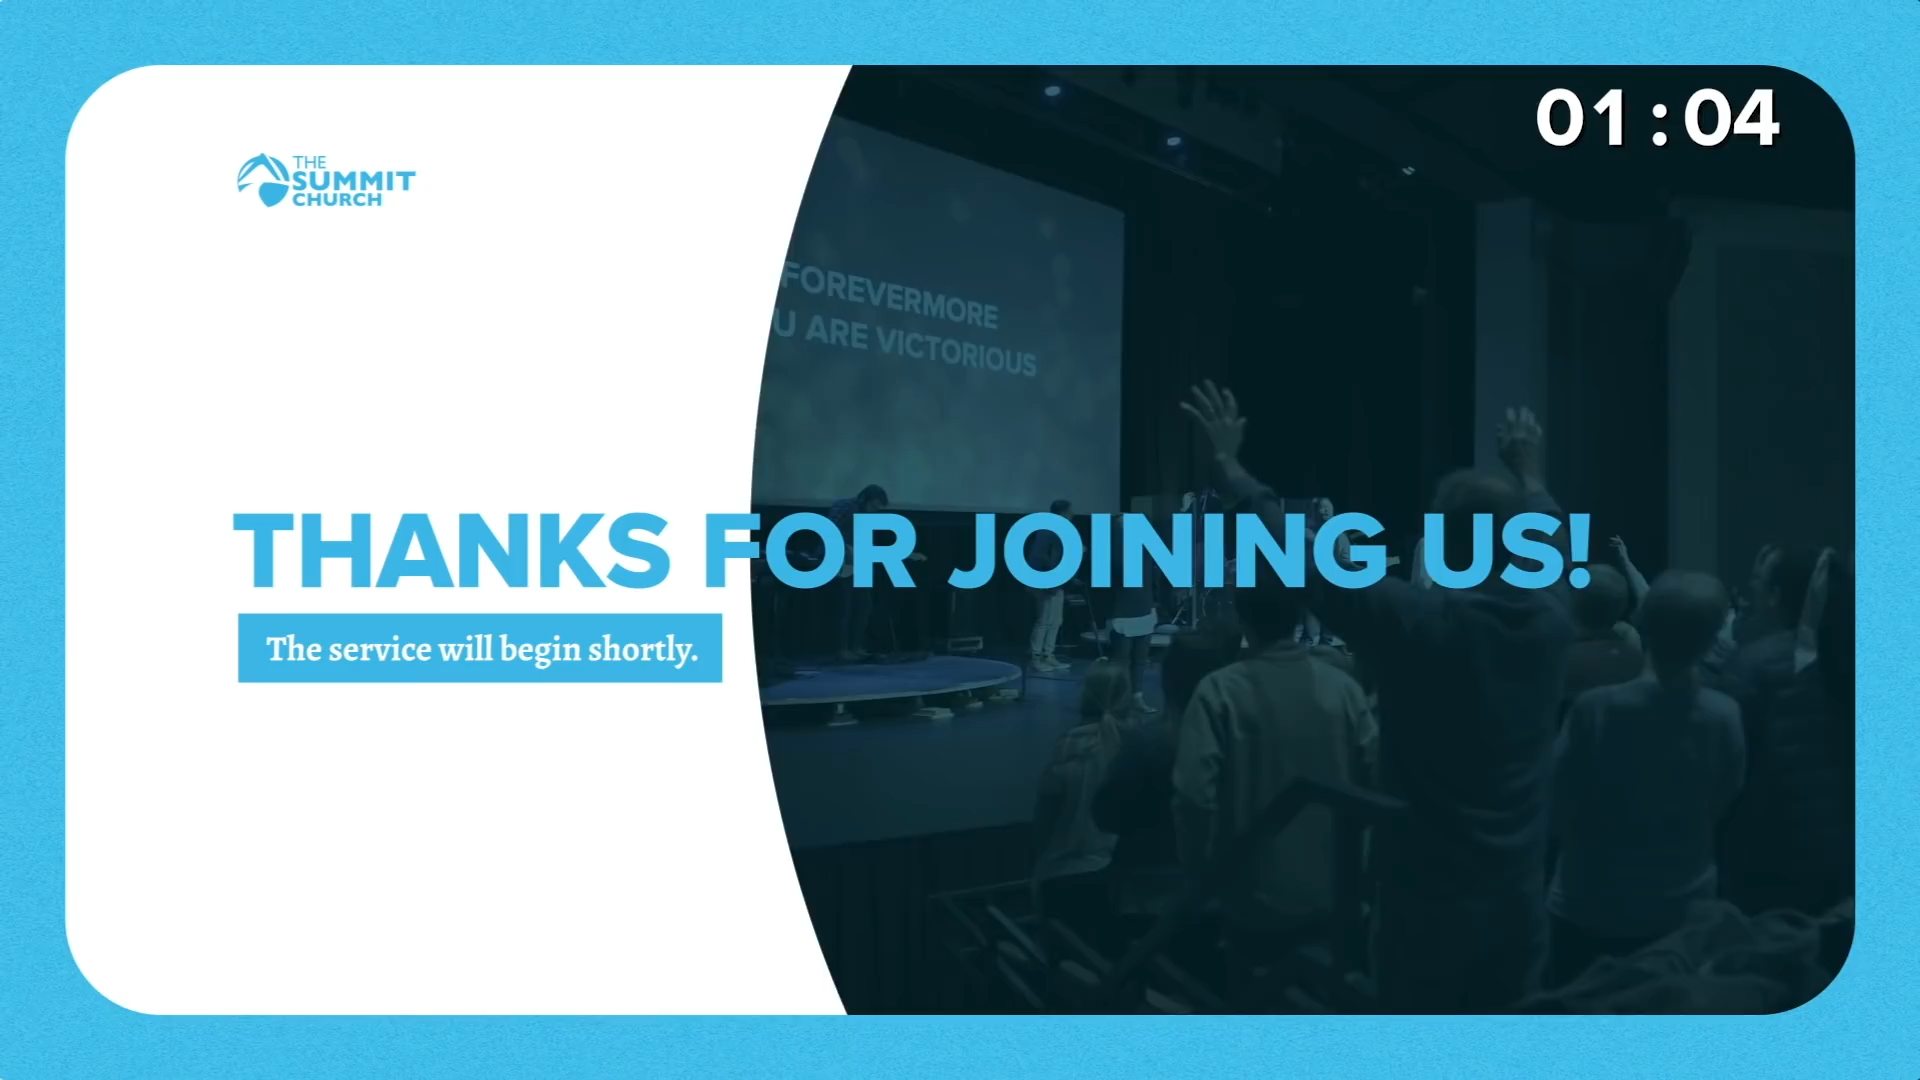 THE
SUMMIT
CHURCH
01:04
FOREVERMORE
U ARE VICTORIOUS
THANKS FOR JOINING US!
The service will begin shortly.